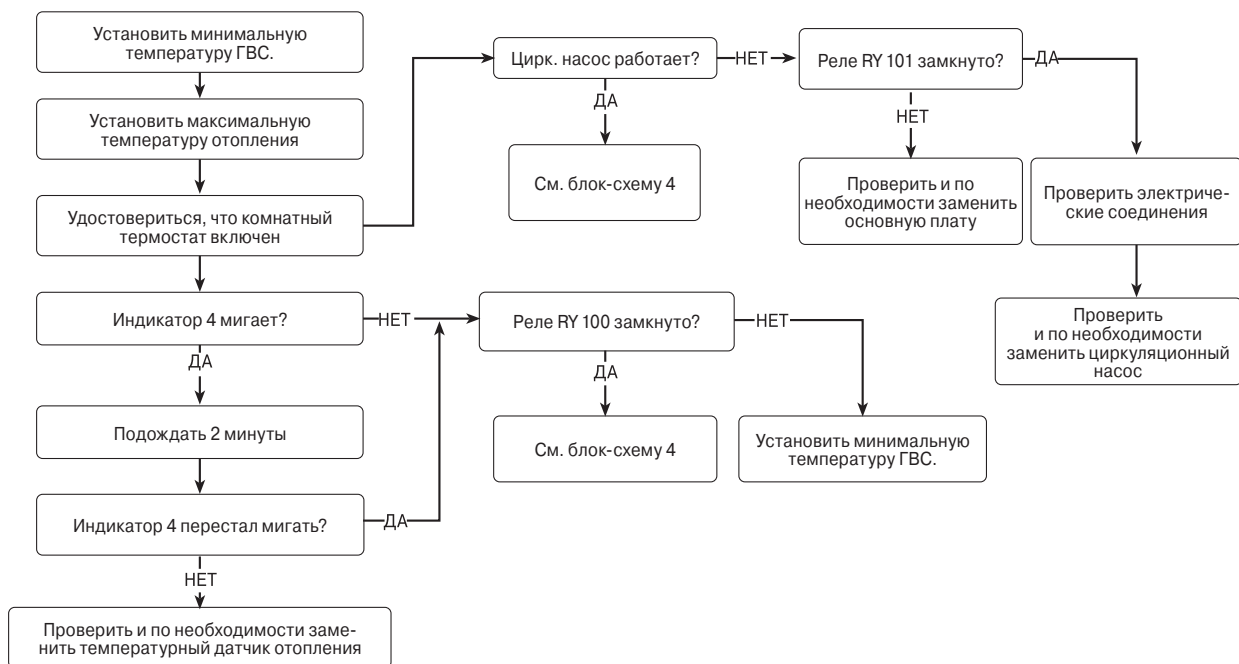 Установить минимальную
температуру ГВС.
Установить максимальную
температуру отопления
Удостовериться, что комнатный
термостат включен
Индикатор 4 мигает?
ДА
Подождать 2 минуты
Индикатор 4 перестал мигать?
НЕТ
Проверить и по необходимости заме-
нить температурный датчик отопления
НЕТ
ДА
Цирк. насос работает?
ДА
См. блок-схему 4
НЕТ
Реле RY 101 замкнуто?
НЕТ
Проверить и по
необходимости заменить
основную плату
ДА
Проверить электриче-
ские соединения
Проверить
и по необходимости
заменить циркуляционный
насос
Реле RY 100 замкнуто?
ДА
См. блок-схему 4
НЕТ
Установить минимальную
температуру ГВС.